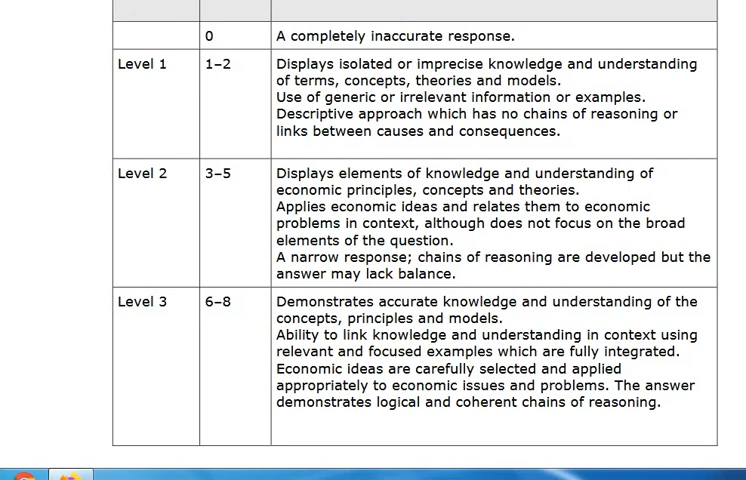 0 A completely inaccurate response.
Level 1 1–2 Displays isolated or imprecise knowledge and understanding
of terms, concepts, theories and models.
Use of generic or irrelevant information or examples.
Descriptive approach which has no chains of reasoning or
links between causes and consequences.
Level 2 3–5 Displays elements of knowledge and understanding of
economic principles, concepts and theories.
Applies economic ideas and relates them to economic
problems in context, although does not focus on the broad
elements of the question.
A narrow response; chains of reasoning are developed but the
answer may lack balance.
Level 3 6–8 Demonstrates accurate knowledge and understanding of the
concepts, principles and models.
Ability to link knowledge and understanding in context using
relevant and focused examples which are fully integrated.
Economic ideas are carefully selected and applied
appropriately to economic issues and problems. The answer
demonstrates logical and coherent chains of reasoning.